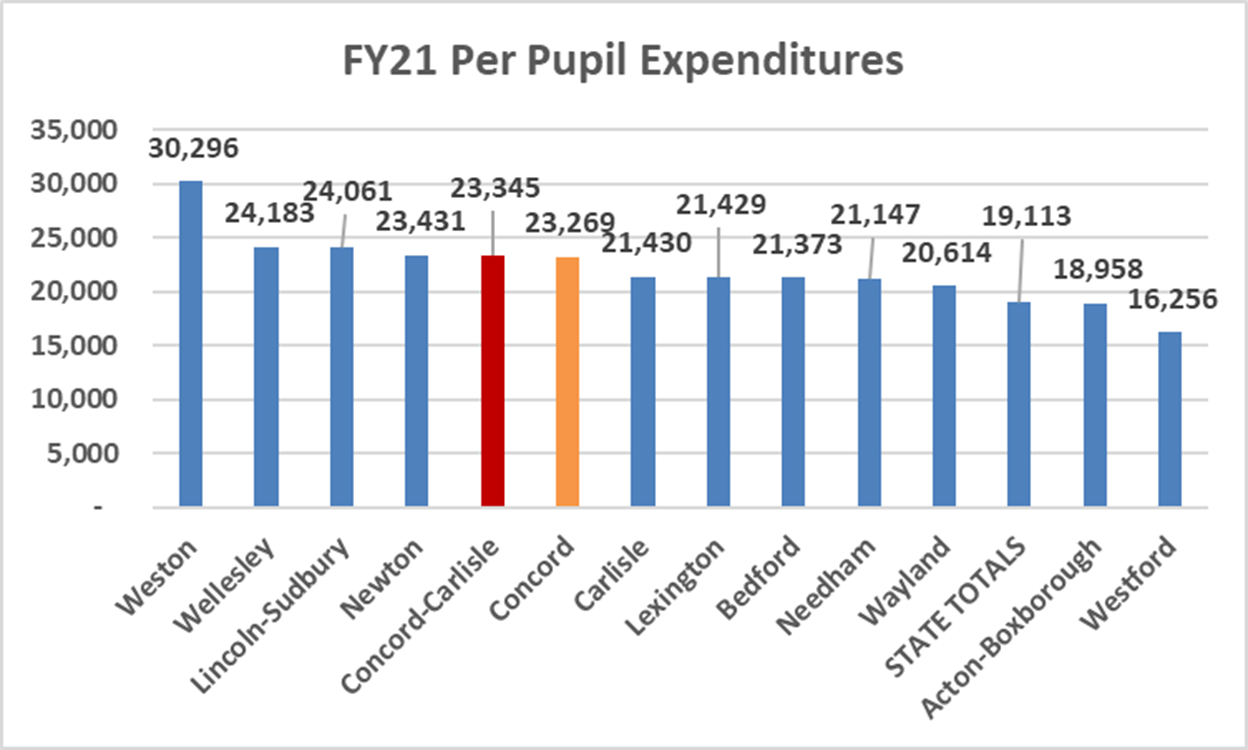 FY21 Per Pupil Expenditures
35,000
30,000
25,000
20,000
15,000
10,000
5,000
-
30,296
24,183
24,061
23,431
23,345
23,269
21,430
21,429
21,373
21,147
20,614
19,113
18,958
16,256
Weston
Wellesley
Lincoln-Sudbury
Newton
Concord-Carlisle
Concord
Carlisle
Lexington
Bedford
Needham
Wayland
STATE TOTALS
Acton-Boxborough
Westford